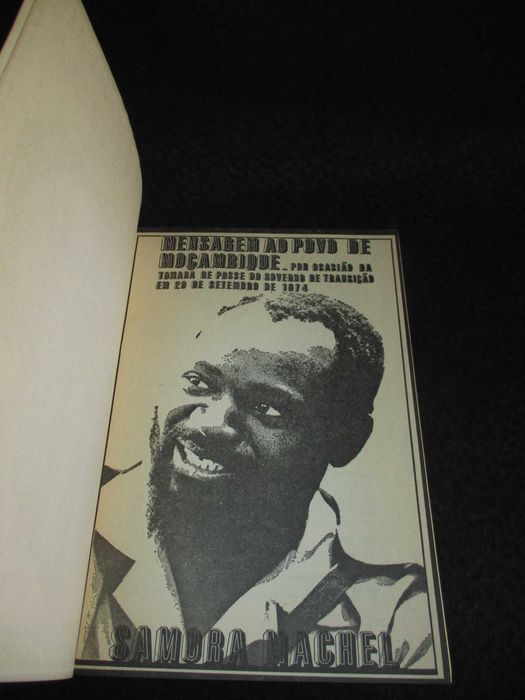 MENSAGEM AO POVO DE
MOÇAMBIQUE_ POR OCASIÃO DA
TOMADA DE POSSE DO GOVERNO DE TRANSIÇÃO
EM 20 DE SETEMBRO DE 1974
SAMORA MACHEL